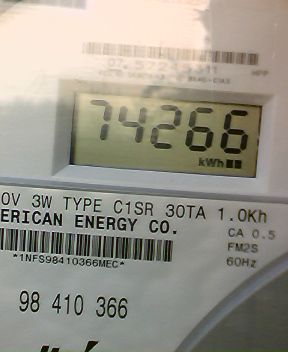 74266
kWh
0V 3W TYPE C1SR 30TA 1.0Kh
ERICAN ENERGY CO.
CA 0.5
FM2S
60Hz
*1NFS98410366MEC*
98 410 366